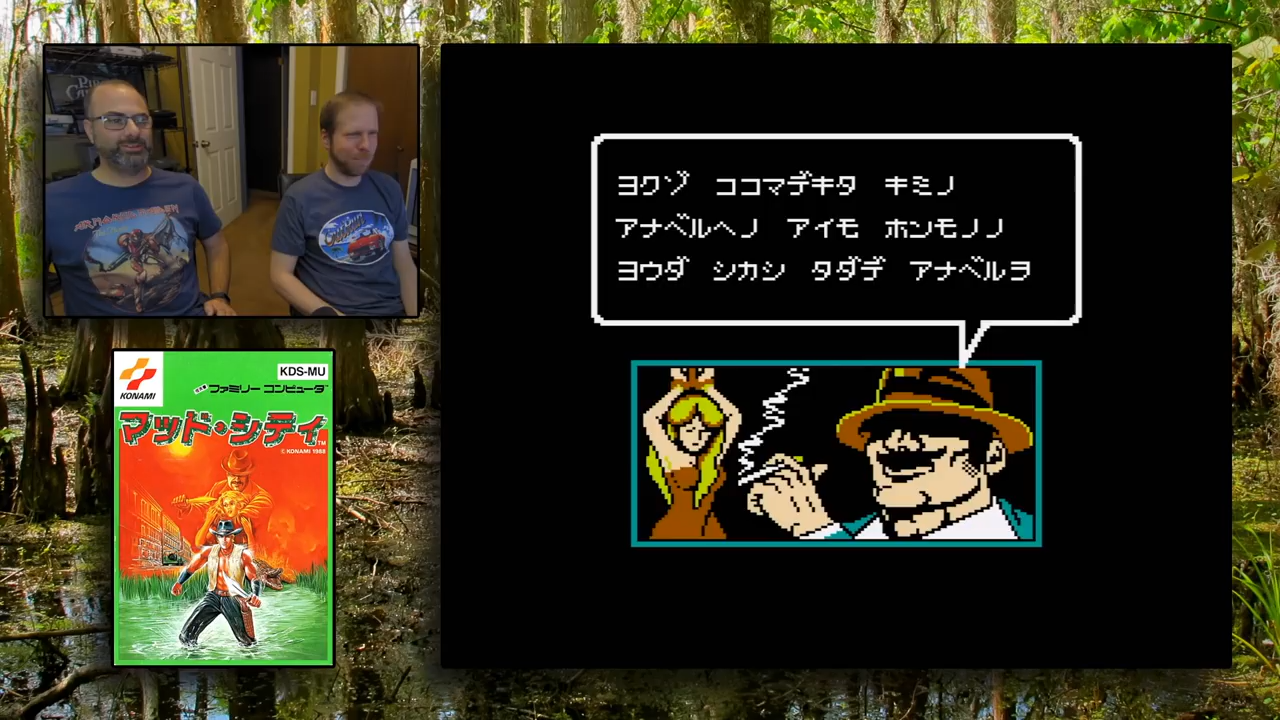 ヨクゾ ココマデキタ キミノ
アナベルヘノ アイモ ホンモノノ
ヨウダ シカシ タダデ アナベルヲ
KONAMI
KDS-MU
ファミリー コンピュータ
マッド・シティ
TM
© KONAMI 1988